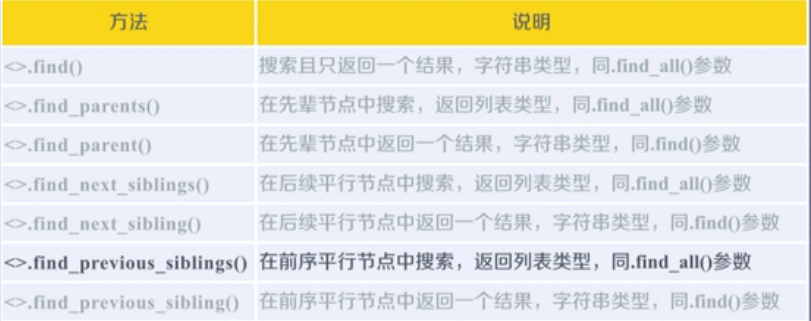 方法 说明
<>.find() 搜索且只返回一个结果，字符串类型，同.find_all()参数
<>.find_parents() 在先辈节点中搜索，返回列表类型，同.find_all()参数
<>.find_parent() 在先辈节点中返回一个结果，字符串类型，同.find()参数
<>.find_next_siblings() 在后续平行节点中搜索，返回列表类型，同.find_all()参数
<>.find_next_sibling() 在后续平行节点中返回一个结果，字符串类型，同.find()参数
<>.find_previous_siblings() 在前序平行节点中搜索，返回列表类型，同.find_all()参数
<>.find_previous_sibling() 在前序平行节点中返回一个结果，字符串类型，同.find()参数